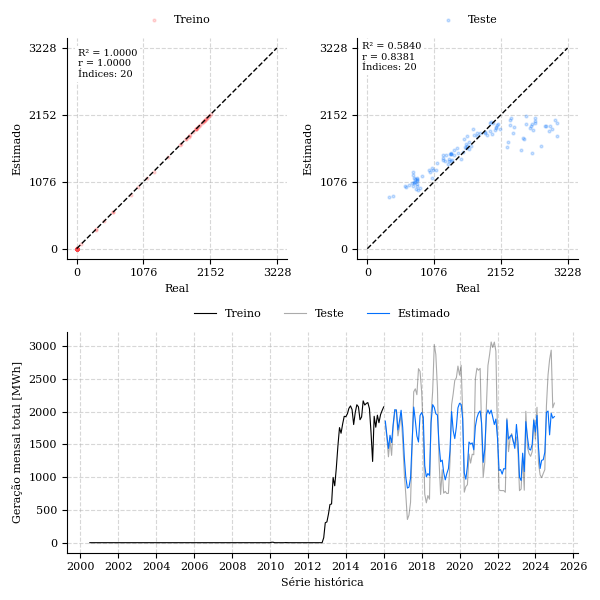 Treino
Teste
R² = 1.0000
r = 1.0000
Índices: 20
R² = 0.5840
r = 0.8381
Índices: 20
3228
2152
1076
0
Estimado
0 1076 2152 3228
Real
3228
2152
1076
0
Estimado
0 1076 2152 3228
Real
Treino Teste Estimado
3000
2500
2000
1500
1000
500
0
Geração mensal total [MWh]
2000 2002 2004 2006 2008 2010 2012 2014 2016 2018 2020 2022 2024 2026
Série histórica